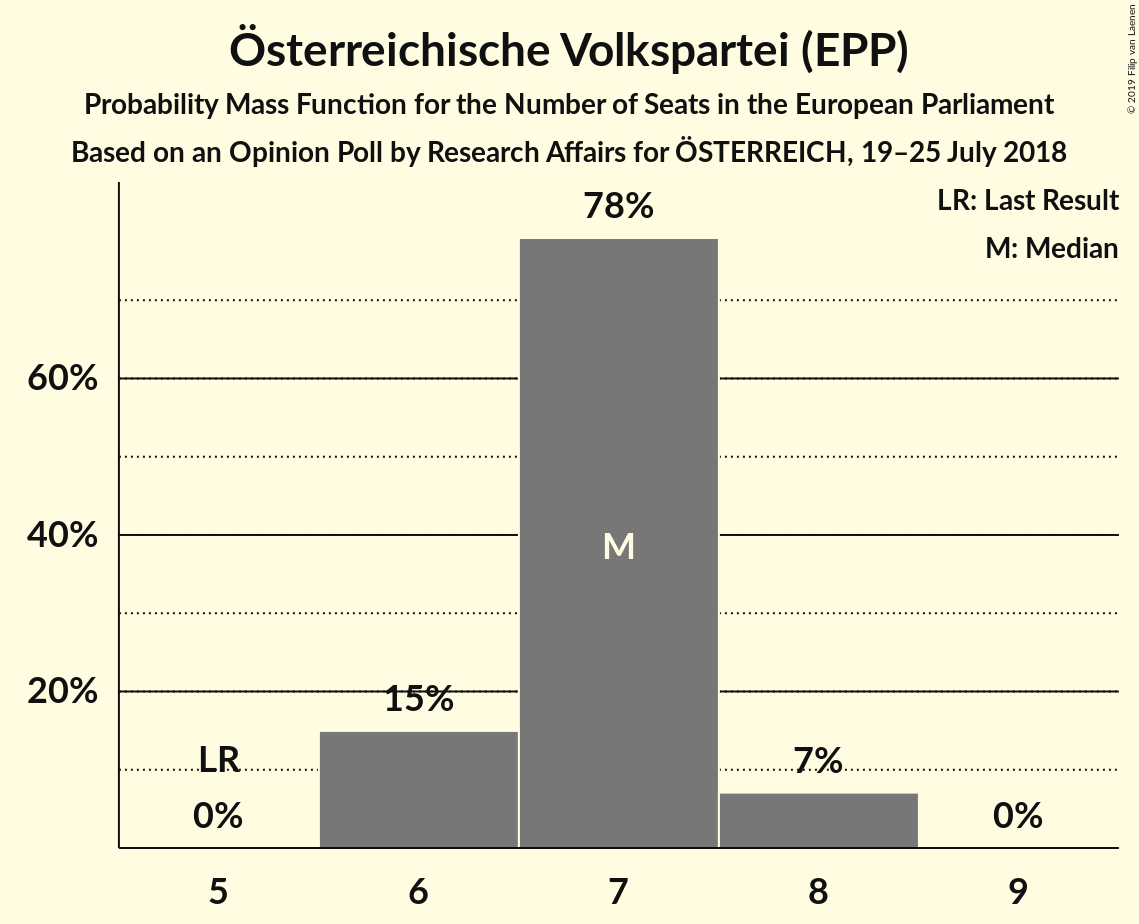 Österreichische Volkspartei (EPP)
Probability Mass Function for the Number of Seats in the European Parliament
Based on an Opinion Poll by Research Affairs for ÖSTERREICH, 19–25 July 2018
© 2019 Filip van Laenen
LR: Last Result
M: Median
78%
60%
40%
M
20%
15%
LR
7%
0%
0%
5 6 7 8 9